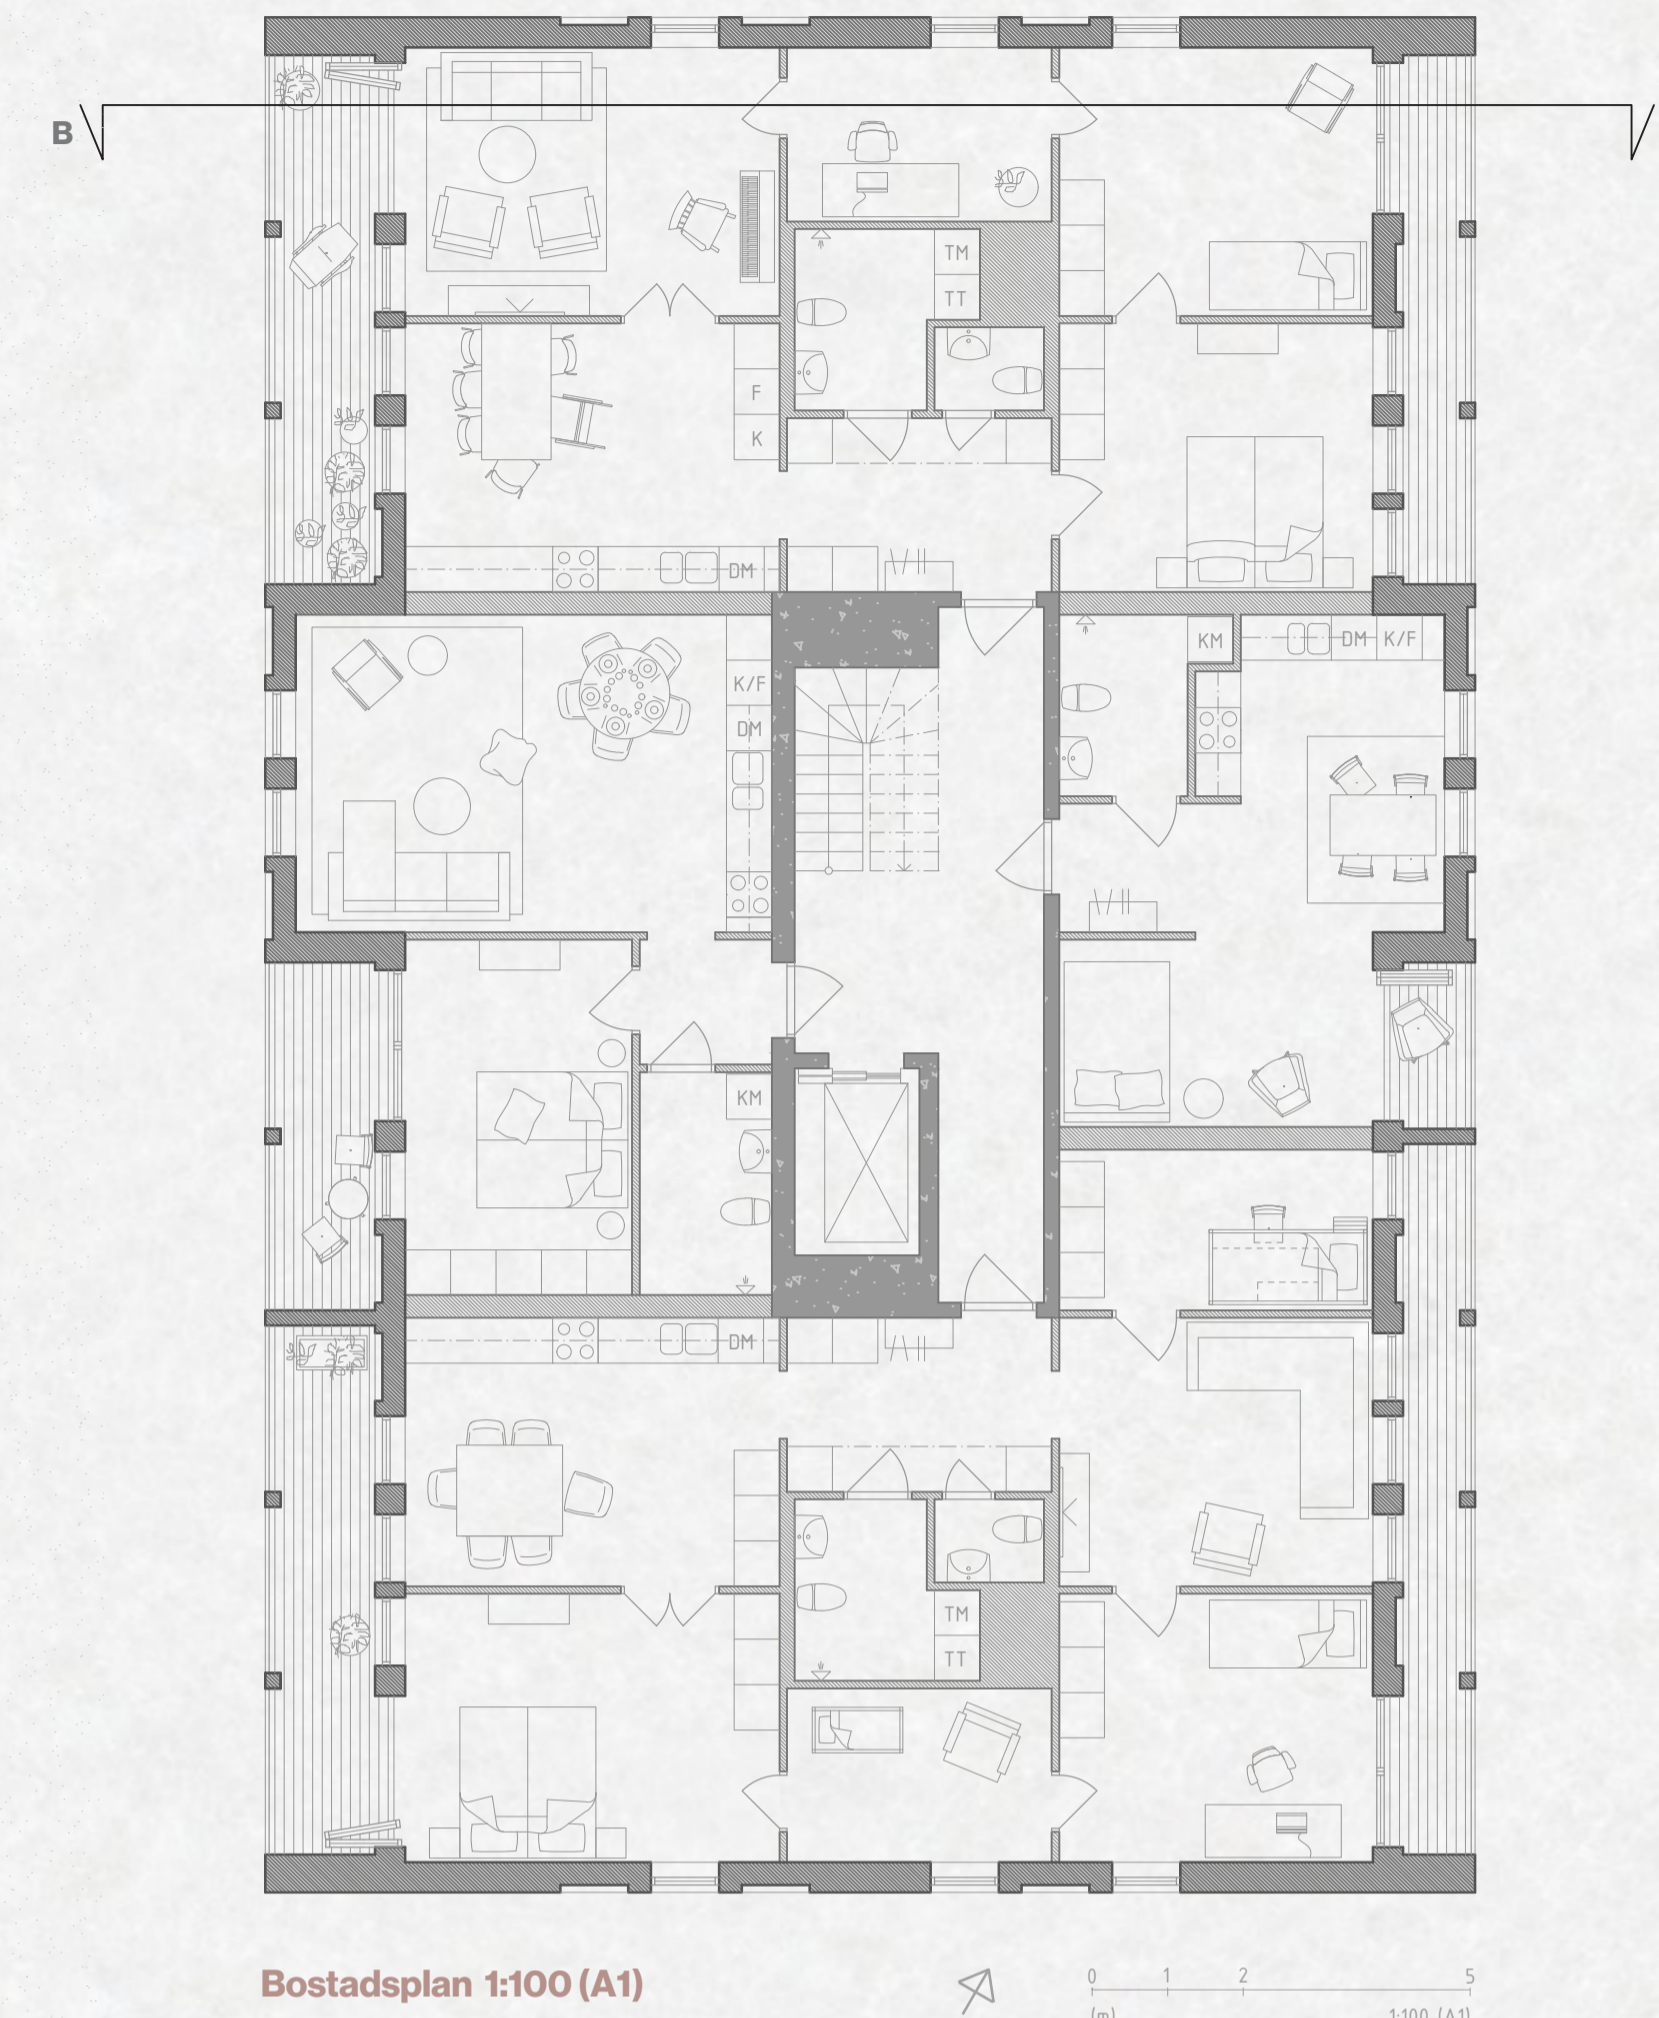 B
TM
TT
F
K
DM
KM
DM
K/F
K/F
DM
KM
DM
TM
TT
Bostadsplan 1:100 (A1)
0 1 2 5
(m) 1:100 (A1)